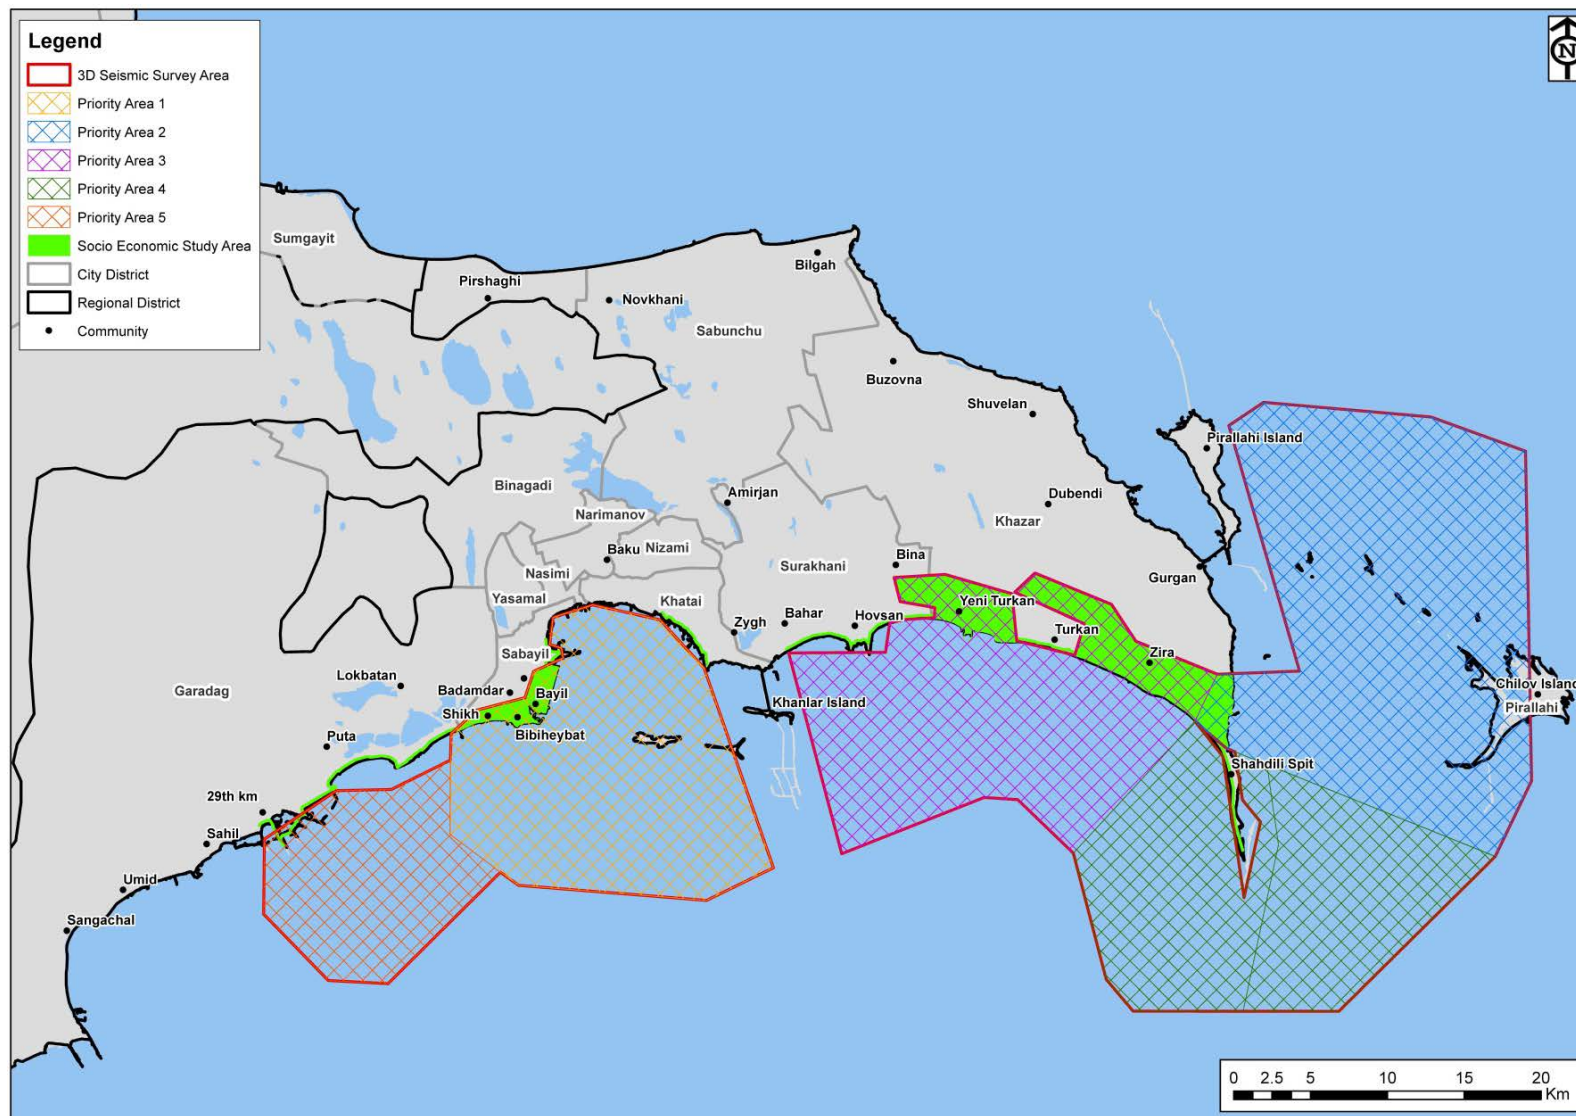 Legend
3D Seismic Survey Area
Priority Area 1
Priority Area 2
Priority Area 3
Priority Area 4
Priority Area 5
Socio Economic Study Area
City District
Regional District
Community
N
Sumgayit
Pirshaghi
Novkhani
Bilgah
Sabunchu
Buzovna
Shuvelan
Pirallahi Island
Binagadi
Amirjan
Dubendi
Narimanov
Khazar
Baku
Nizami
Nasimi
Surakhani
Bina
Gurgan
Yasamal
Khatai
Yeni Turkan
Zygh
Bahar
Hovsan
Turkan
Sabayil
Zira
Lokbatan
Garadag
Badamdar
Bayil
Khanlar Island
Chilov Island
Pirallahi
Shikh
Bibiheybat
Puta
Shahdili Spit
29th km
Sahil
Umid
Sangachal
0 2.5 5 10 15 20
Km